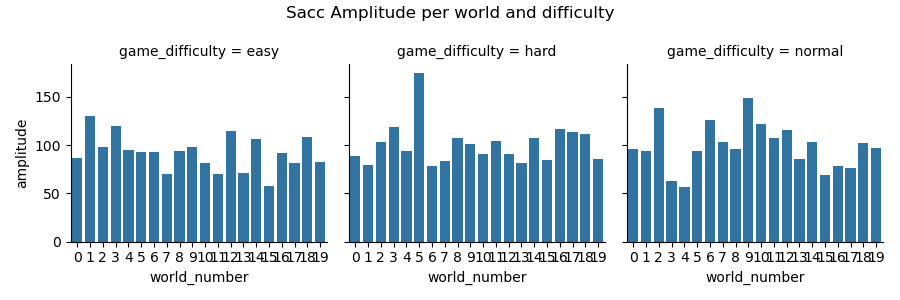 Sacc Amplitude per world and difficulty
game_difficulty = easy
game_difficulty = hard
game_difficulty = normal
amplitude
150
100
50
0
0 1 2 3 4 5 6 7 8 9 10 11 12 13 14 15 16 17 18 19
0 1 2 3 4 5 6 7 8 9 10 11 12 13 14 15 16 17 18 19
0 1 2 3 4 5 6 7 8 9 10 11 12 13 14 15 16 17 18 19
world_number
world_number
world_number